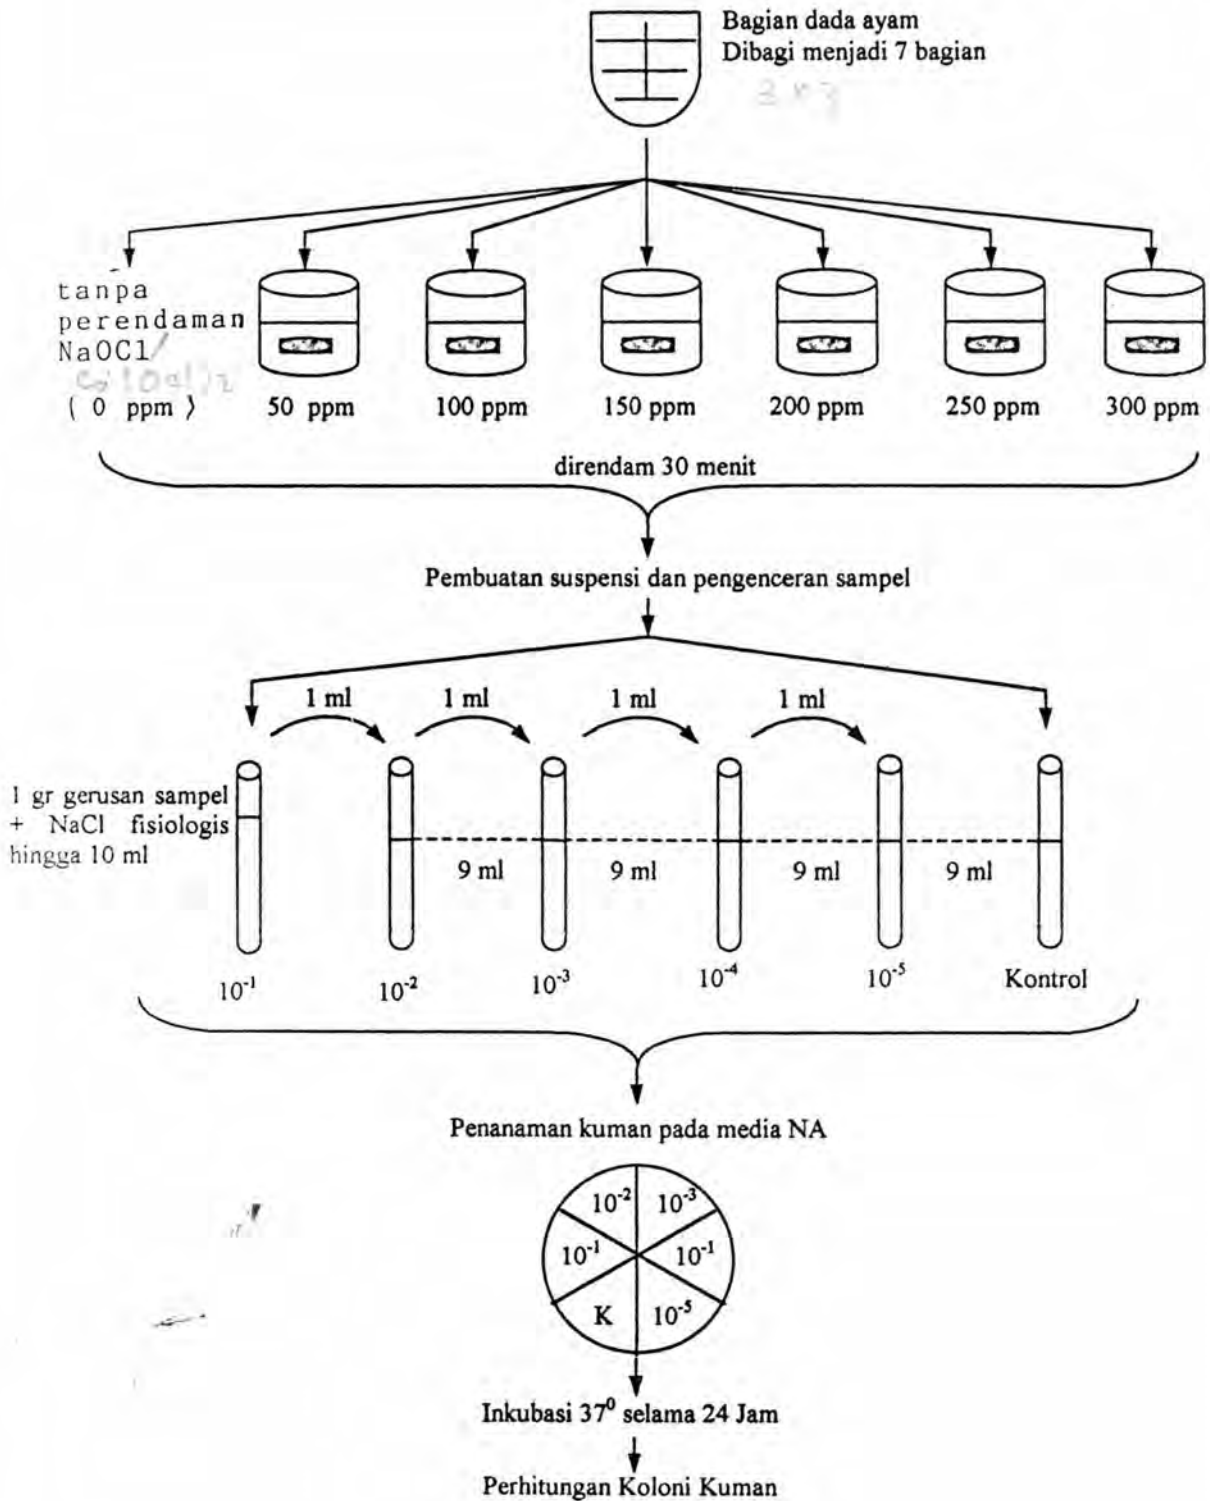 Bagian dada ayam
Dibagi menjadi 7 bagian
tanpa
perendaman
NaOCl/
( 0 ppm )
50 ppm
100 ppm
150 ppm
200 ppm
250 ppm
300 ppm
direndam 30 menit
Pembuatan suspensi dan pengenceran sampel
1 ml
1 ml
1 ml
1 ml
1 gr gerusan sampel
+ NaCl fisiologis
hingga 10 ml
9 ml
9 ml
9 ml
9 ml
10⁻¹
10⁻²
10⁻³
10⁻⁴
10⁻⁵
Kontrol
Penanaman kuman pada media NA
10⁻² 10⁻³
10⁻¹ 10⁻¹
K 10⁻⁵
Inkubasi 37⁰ selama 24 Jam
Perhitungan Koloni Kuman